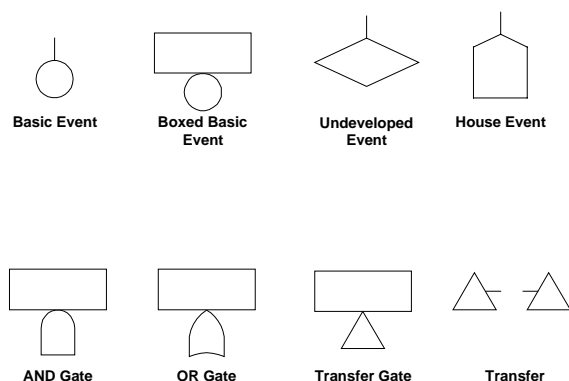 Basic Event
Boxed Basic
Event
Undeveloped
Event
House Event
AND Gate
OR Gate
Transfer Gate
Transfer